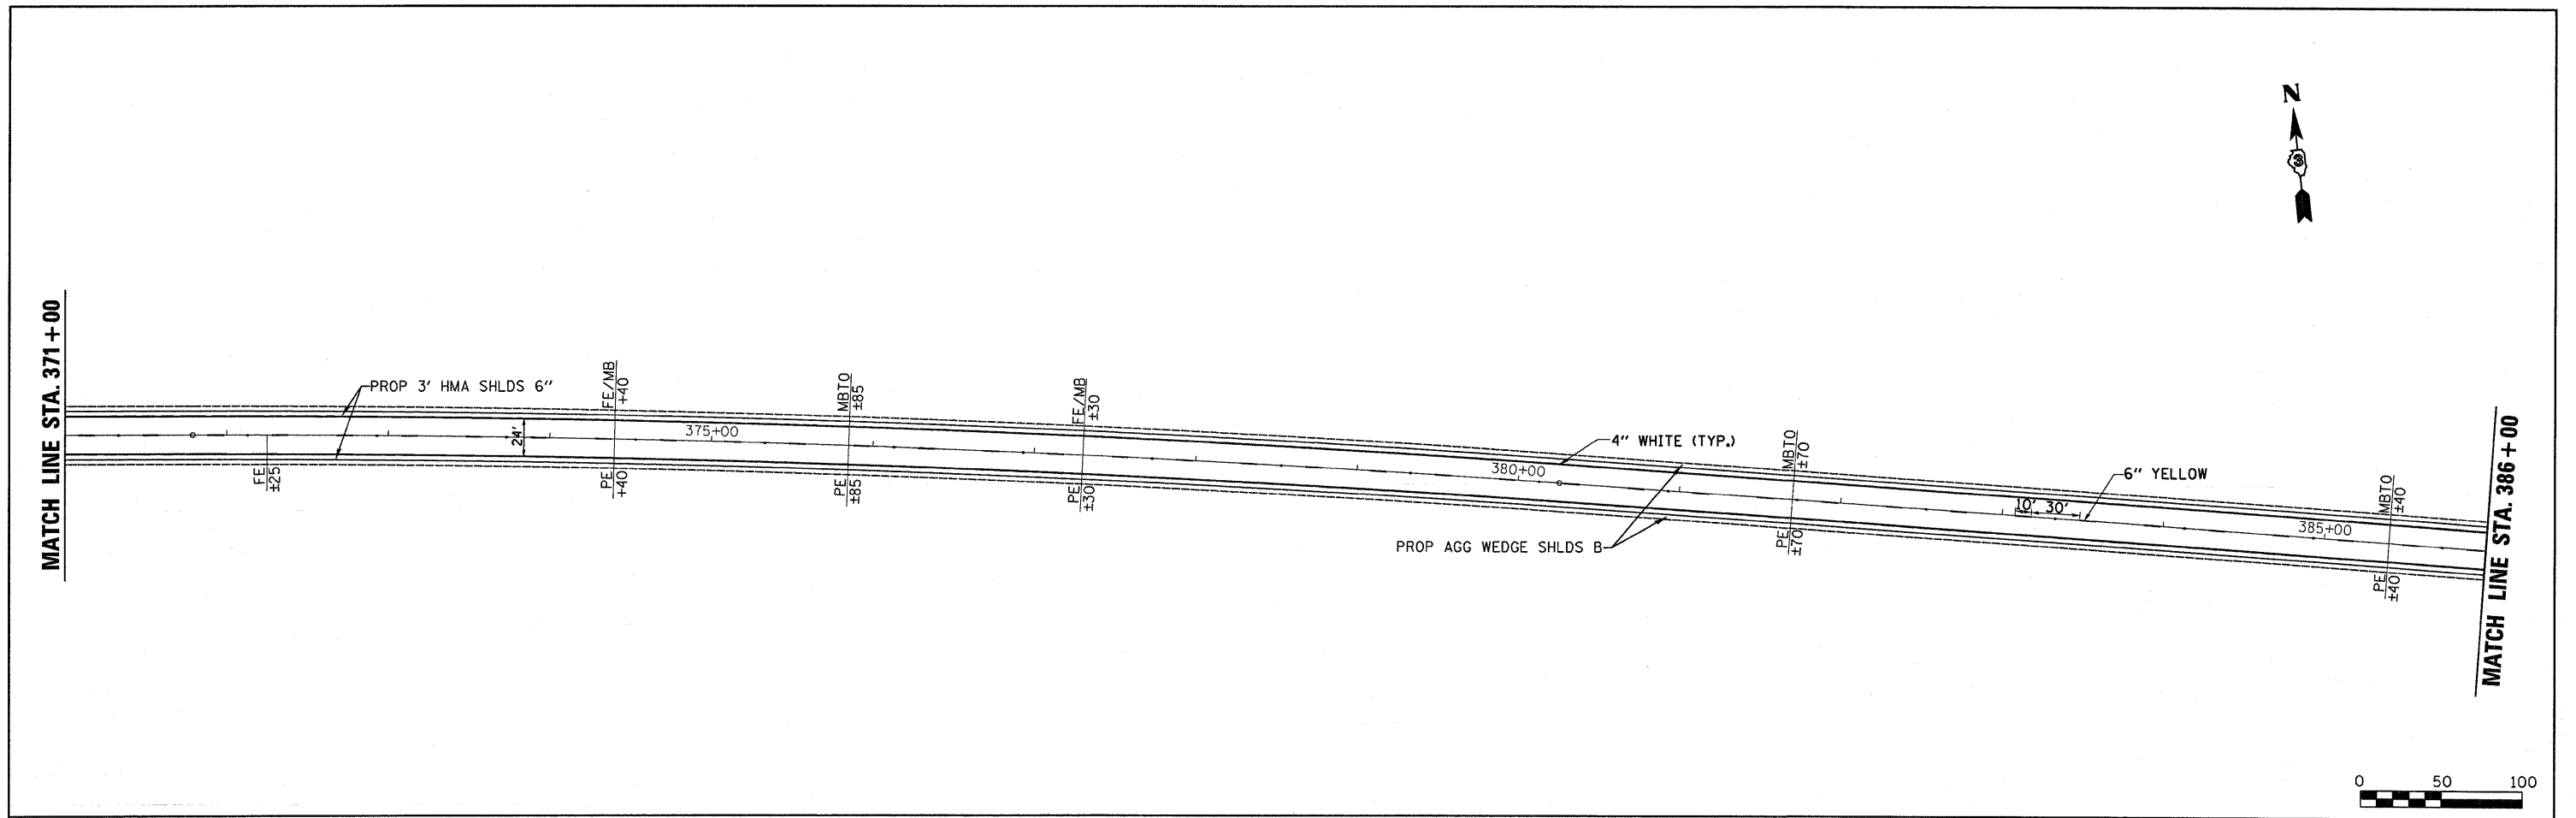 N
MATCH LINE STA. 371+00
PROP 3' HMA SHLDS 6"
24'
FE
±25
FE/MB
+40
PE
+40
375+00
MBTO
±85
PE
±85
FE/MB
±30
PE
±30
380+00
4" WHITE (TYP.)
PROP AGG WEDGE SHLDS B
MBTO
±70
PE
±70
10' 30'
6" YELLOW
385+00
MBTO
±40
PE
±40
MATCH LINE STA. 386+00
0 50 100